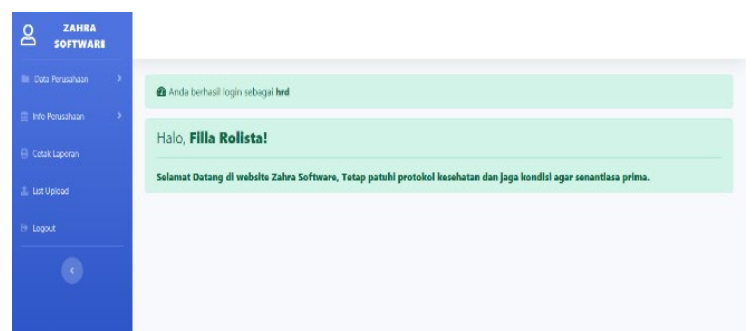 ZAHRA
SOFTWARE
Data Perusahaan
Info Perusahaan
Cetak Laporan
List Upload
Logout
Anda berhasil login sebagai hrd
Halo, Filla Rolista!
Selamat Datang di website Zahra Software, Tetap patuhi protokol kesehatan dan jaga kondisi agar senantiasa prima.